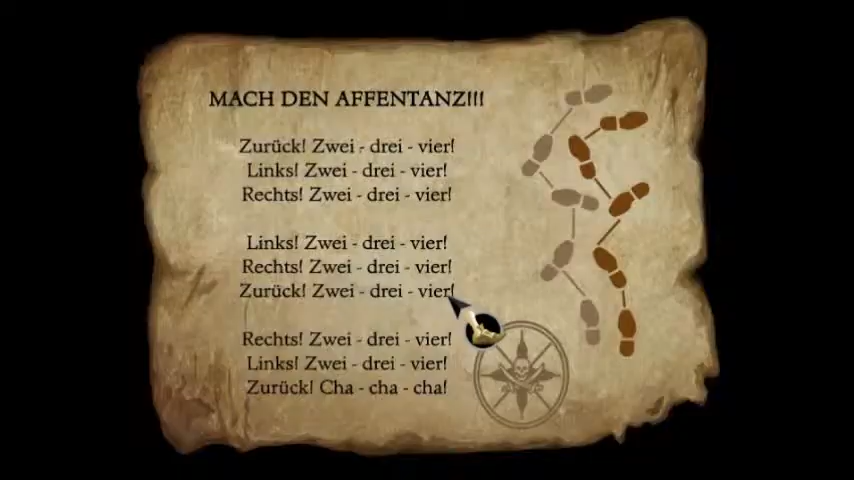 MACH DEN AFFENTANZ!!!
Zurück! Zwei - drei - vier!
Links! Zwei - drei - vier!
Rechts! Zwei - drei - vier!
Links! Zwei - drei - vier!
Rechts! Zwei - drei - vier!
Zurück! Zwei - drei - vier!
Rechts! Zwei - drei - vier!
Links! Zwei - drei - vier!
Zurück! Cha - cha - cha!